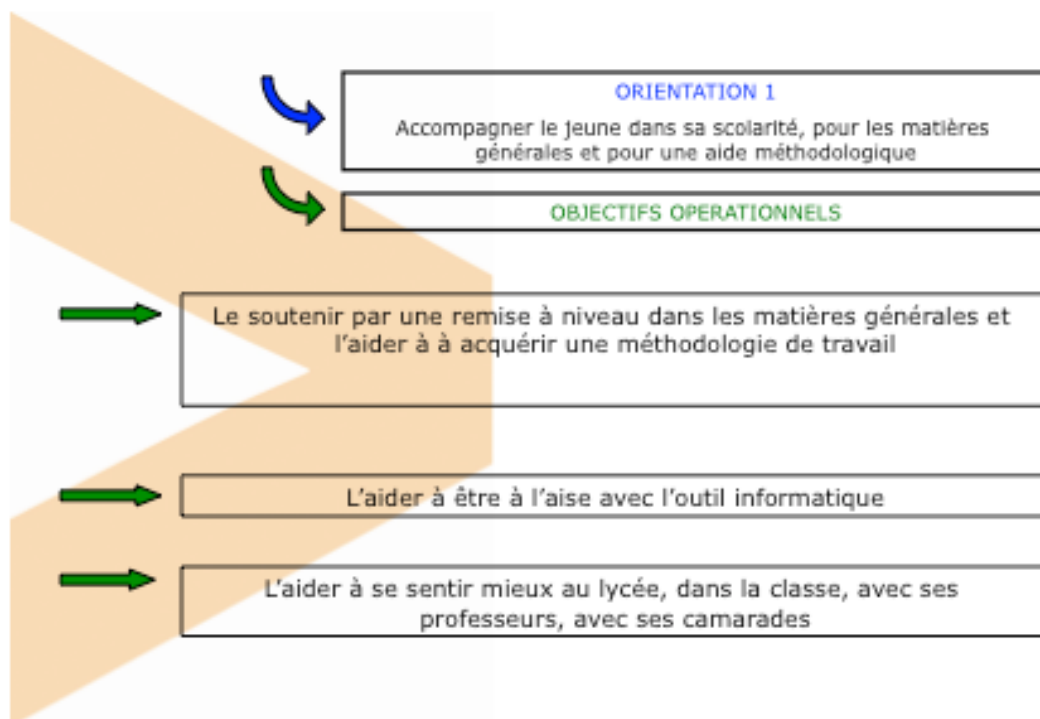 ORIENTATION 1
Accompagner le jeune dans sa scolarité, pour les matières
générales et pour une aide méthodologique
OBJECTIFS OPERATIONNELS
Le soutenir par une remise à niveau dans les matières générales et
l'aider à à acquérir une méthodologie de travail
L'aider à être à l'aise avec l'outil informatique
L'aider à se sentir mieux au lycée, dans la classe, avec ses
professeurs, avec ses camarades